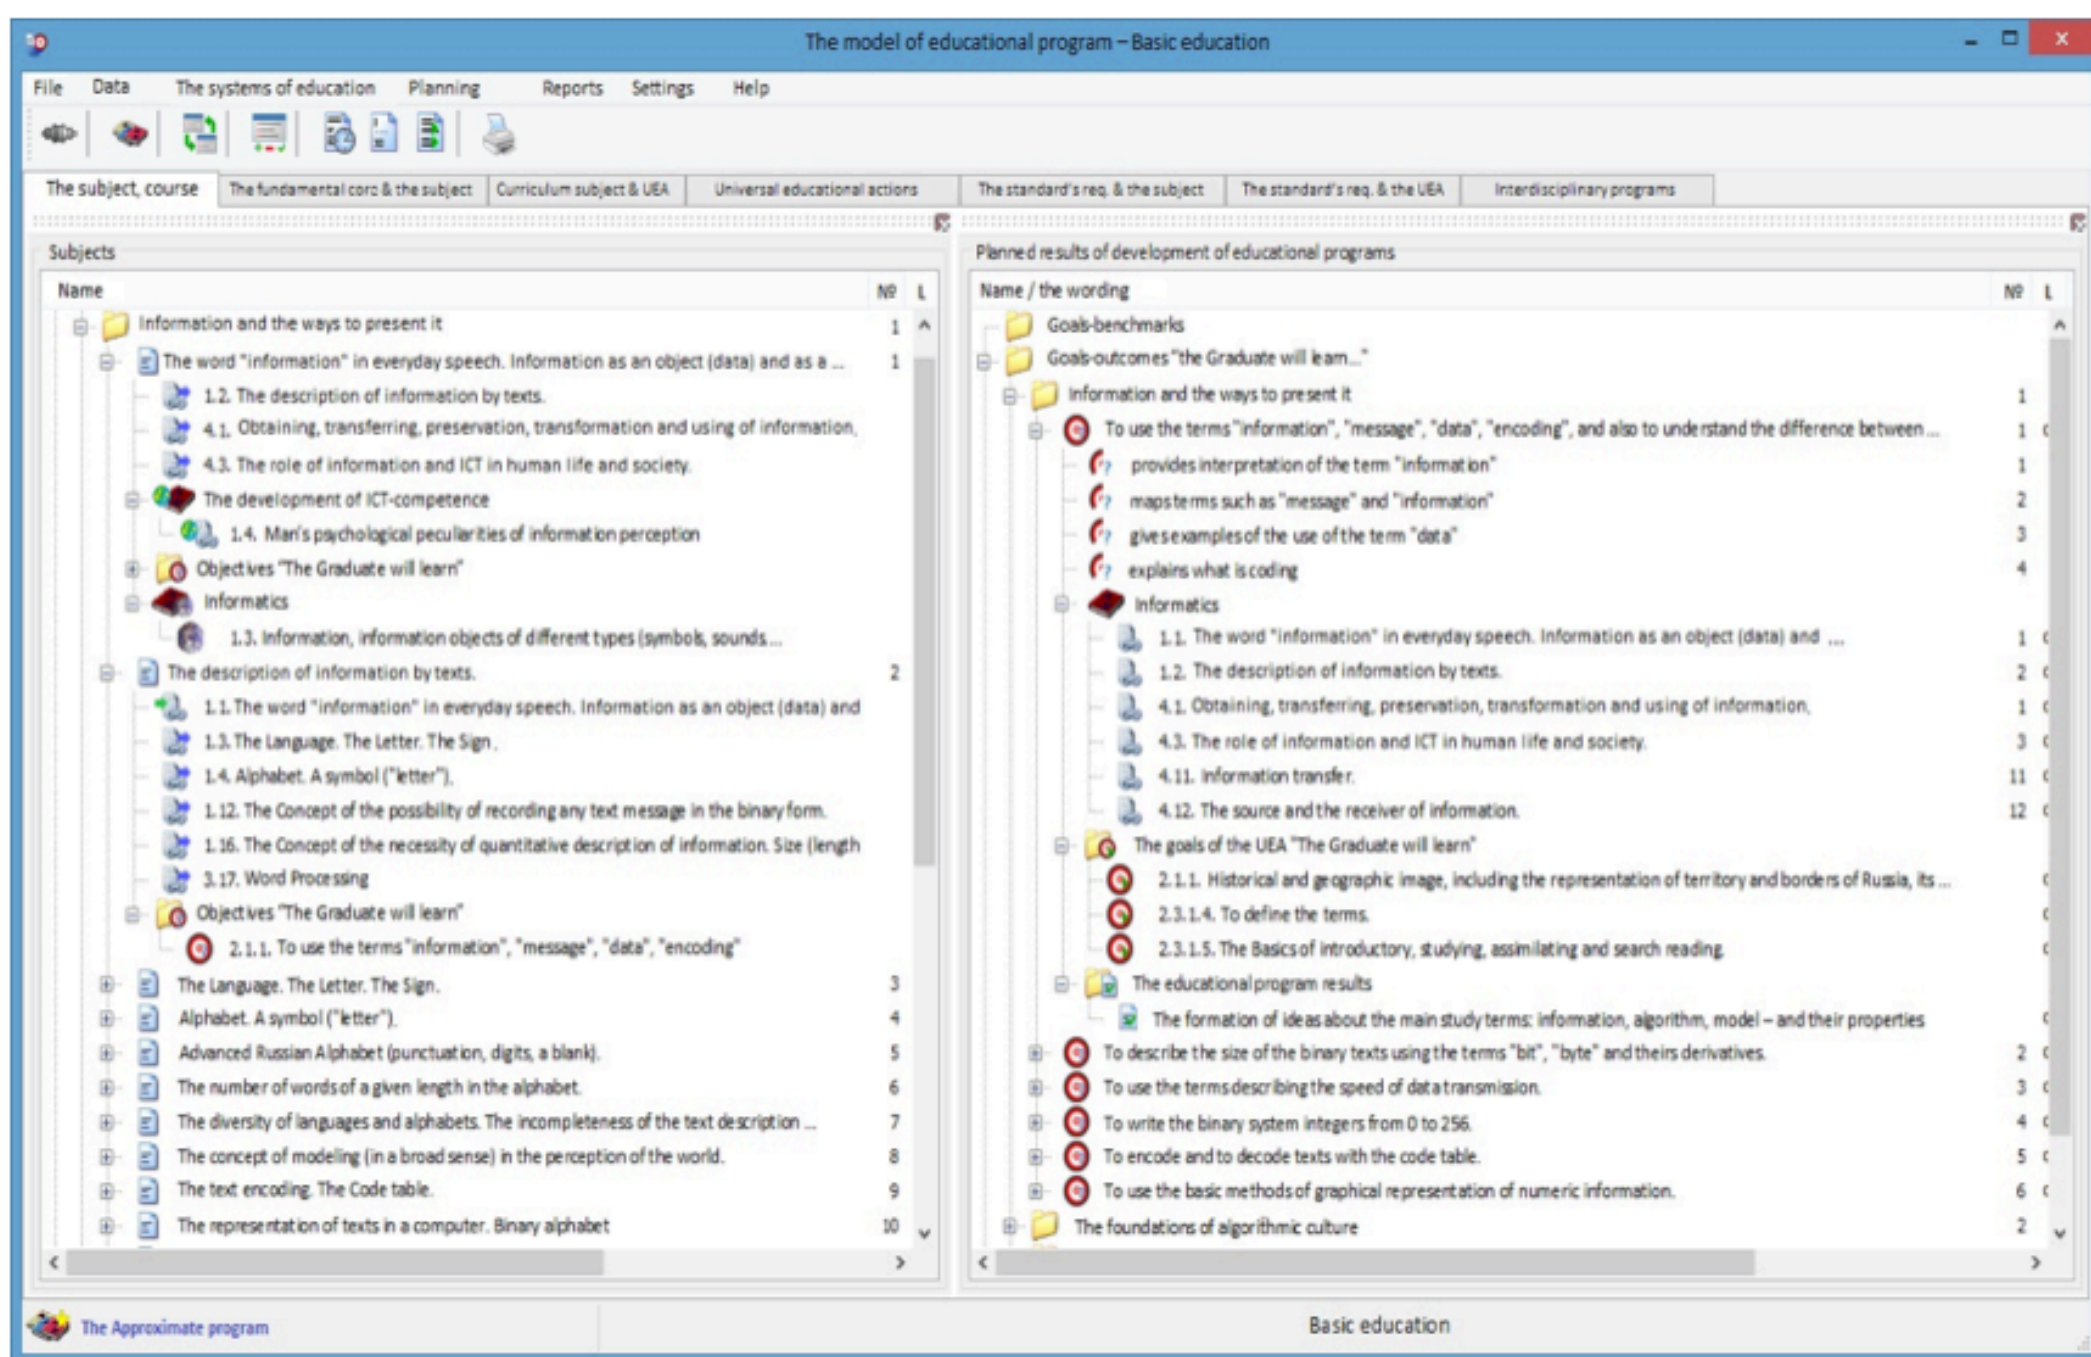 The model of educational program – Basic education
File Data The systems of education Planning Reports Settings Help
The subject, course The fundamental core & the subject Curriculum subject & UEA Universal educational actions The standard's req. & the subject The standard's req. & the UEA Interdisciplinary programs
Subjects
Name № L
Information and the ways to present it 1
The word "information" in everyday speech. Information as an object (data) and as a ... 1
1.2. The description of information by texts.
4.1. Obtaining, transferring, preservation, transformation and using of information,
4.3. The role of information and ICT in human life and society.
The development of ICT-competence
1.4. Man's psychological peculiarities of information perception
Objectives "The Graduate will learn"
Informatics
1.3. Information, information objects of different types (symbols, sounds....
The description of information by texts. 2
1.1. The word "information" in everyday speech. Information as an object (data) and
1.3. The Language. The Letter. The Sign.
1.4. Alphabet. A symbol ("letter").
1.12. The Concept of the possibility of recording any text message in the binary form.
1.16. The Concept of the necessity of quantitative description of information. Size (length
3.17. Word Processing
Objectives "The Graduate will learn"
2.1.1. To use the terms "information", "message", "data", "encoding"
The Language. The Letter. The Sign. 3
Alphabet. A symbol ("letter"). 4
Advanced Russian Alphabet (punctuation, digits, a blank). 5
The number of words of a given length in the alphabet. 6
The diversity of languages and alphabets. The incompleteness of the text description ... 7
The concept of modeling (in a broad sense) in the perception of the world. 8
The text encoding. The Code table. 9
The representation of texts in a computer. Binary alphabet 10
Planned results of development of educational programs
Name / the wording № L
Goals-benchmarks
Goals-outcomes "the Graduate will learn..."
Information and the ways to present it 1
To use the terms "information", "message", "data", "encoding", and also to understand the difference between ... 1
provides interpretation of the term "information" 1
maps terms such as "message" and "information" 2
gives examples of the use of the term "data" 3
explains what is coding 4
Informatics
1.1. The word "information" in everyday speech. Information as an object (data) and ... 1
1.2. The description of information by texts. 2
4.1. Obtaining, transferring, preservation, transformation and using of information, 1
4.3. The role of information and ICT in human life and society. 3
4.11. Information transfer. 11
4.12. The source and the receiver of information. 12
The goals of the UEA "The Graduate will learn"
2.1.1. Historical and geographic image, including the representation of territory and borders of Russia, its ...
2.3.1.4. To define the terms.
2.3.1.5. The Basics of introductory, studying, assimilating and search reading.
The educational program results
The formation of ideas about the main study terms: information, algorithm, model – and their properties
To describe the size of the binary texts using the terms "bit", "byte" and theirs derivatives. 2
To use the terms describing the speed of data transmission. 3
To write the binary system integers from 0 to 256. 4
To encode and to decode texts with the code table. 5
To use the basic methods of graphical representation of numeric information. 6
The foundations of algorithmic culture 2
The Approximate program
Basic education